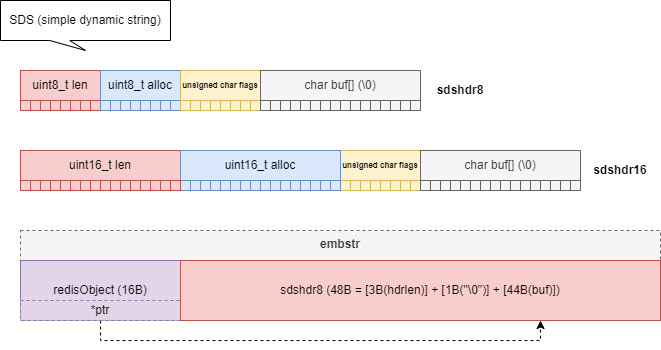 SDS (simple dynamic string)
uint8_t len
uint8_t alloc
unsigned char flags
char buf[] (\0)
sdshdr8
uint16_t len
uint16_t alloc
unsigned char flags
char buf[] (\0)
sdshdr16
embstr
redisObject (16B)
sdshdr8 (48B = [3B(hdrlen)] + [1B("\0")] + [44B(buf)])
*ptr